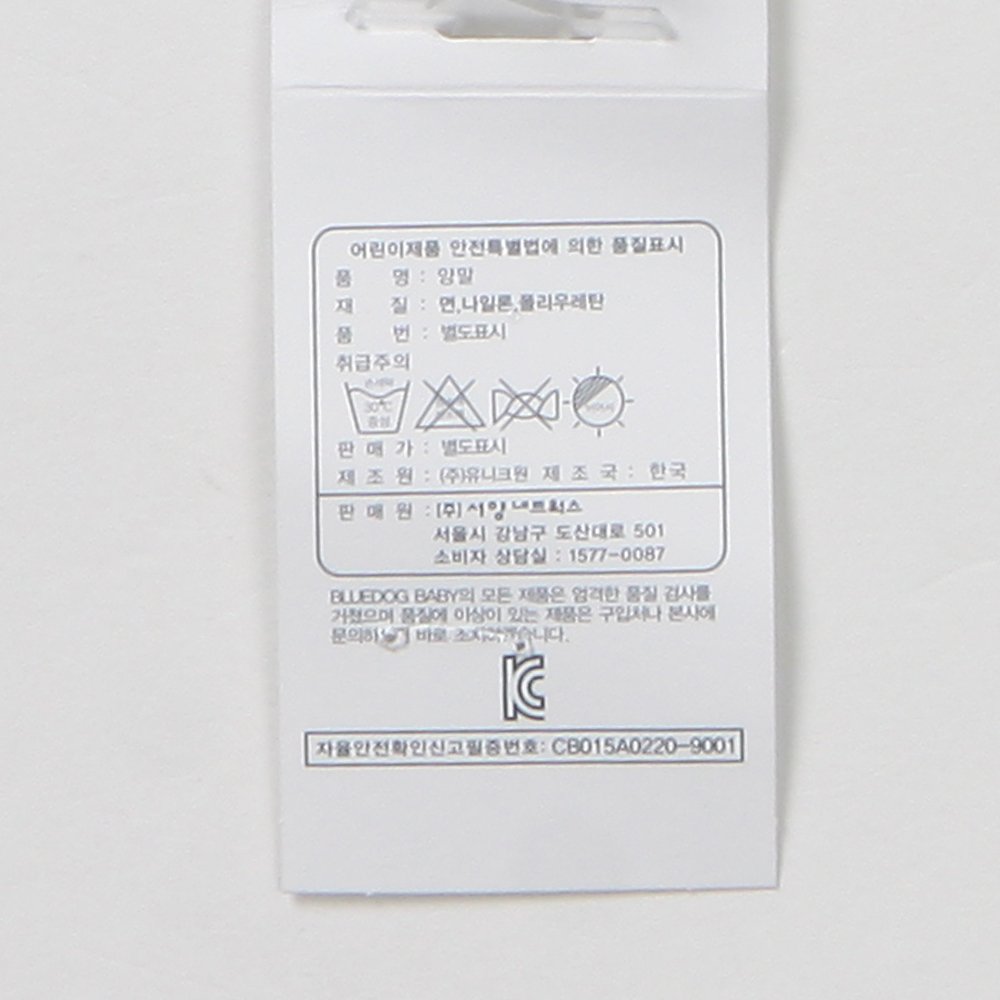 어린이제품 안전특별법에 의한 품질표시
품 명 : 양말
재 질 : 면,나일론,폴리우레탄
품 번 : 별도표시
취급주의
손세탁
30℃
중성
판 매 가 : 별도표시
제 조 원 : (주)유니크원 제 조 국 : 한국
판 매 원 : (주) 서양네트웍스
서울시 강남구 도산대로 501
소비자 상담실 : 1577-0087
BLUEDOG BABY의 모든 제품은 엄격한 품질 검사를
거쳤으며 품질에 이상이 있는 제품은 구입처나 본사에
바로
KC
자율안전확인신고필증번호: CB015A0220-9001